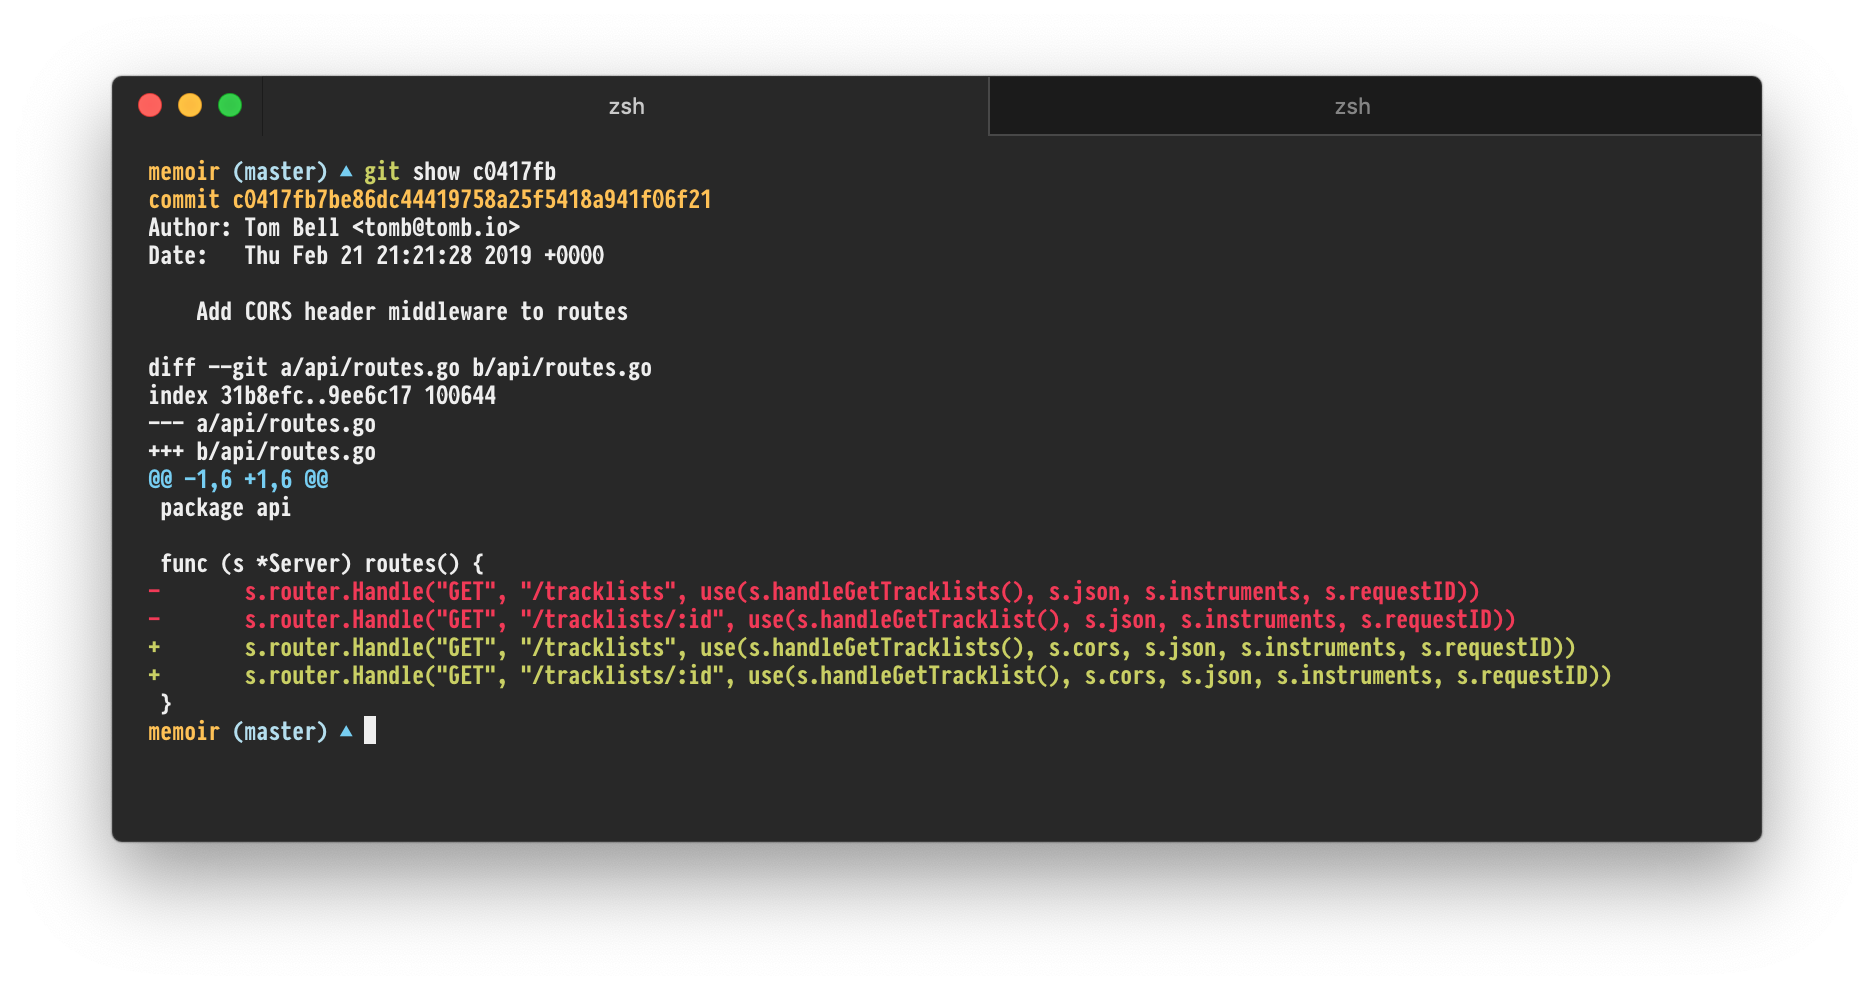 zsh
zsh
memoir (master) ▲ git show c0417fb
commit c0417fb7be86dc44419758a25f5418a941f06f21
Author: Tom Bell <tomb@tomb.io>
Date:   Thu Feb 21 21:21:28 2019 +0000
    Add CORS header middleware to routes
diff --git a/api/routes.go b/api/routes.go
index 31b8efc..9ee6c17 100644
--- a/api/routes.go
+++ b/api/routes.go
@@ -1,6 +1,6 @@
 package api
 func (s *Server) routes() {
-       s.router.Handle("GET", "/tracklists", use(s.handleGetTracklists(), s.json, s.instruments, s.requestID))
-       s.router.Handle("GET", "/tracklists/:id", use(s.handleGetTracklist(), s.json, s.instruments, s.requestID))
+       s.router.Handle("GET", "/tracklists", use(s.handleGetTracklists(), s.cors, s.json, s.instruments, s.requestID))
+       s.router.Handle("GET", "/tracklists/:id", use(s.handleGetTracklist(), s.cors, s.json, s.instruments, s.requestID))
 }
memoir (master) ▲